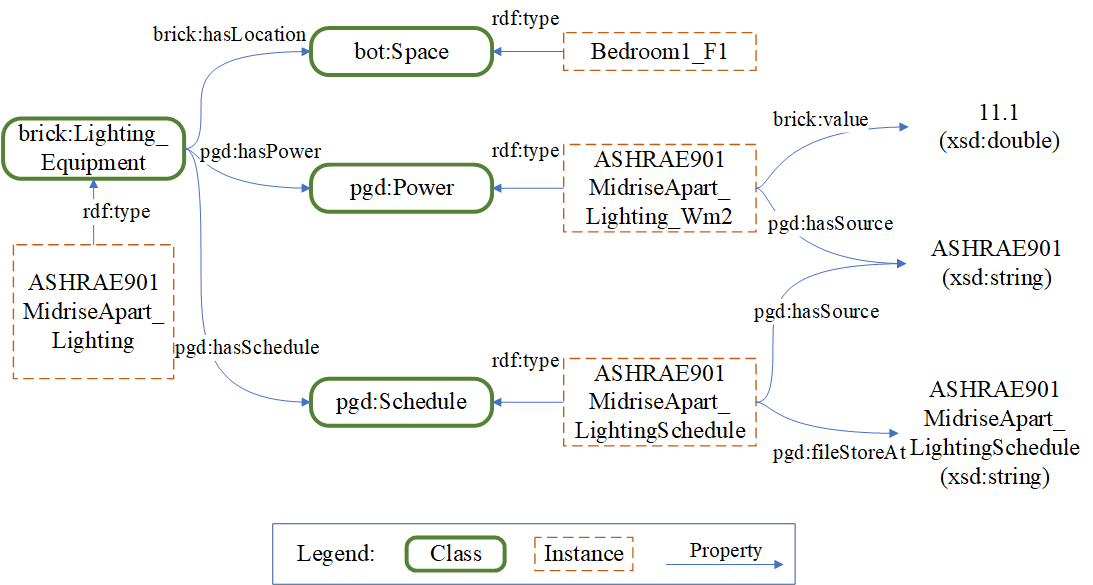 rdf:type
brick:hasLocation
bot:Space
Bedroom1_F1
brick:Lighting_
Equipment
pgd:hasPower
pgd:Power
rdf:type
ASHRAE901
MidriseApart_
Lighting_Wm2
brick:value
11.1
(xsd:double)
rdf:type
pgd:hasSource
ASHRAE901
(xsd:string)
ASHRAE901
MidriseApart_
Lighting
pgd:hasSource
pgd:hasSchedule
pgd:Schedule
rdf:type
ASHRAE901
MidriseApart_
LightingSchedule
pgd:fileStoreAt
ASHRAE901
MidriseApart_
LightingSchedule
(xsd:string)
Legend:
Class
Instance
Property